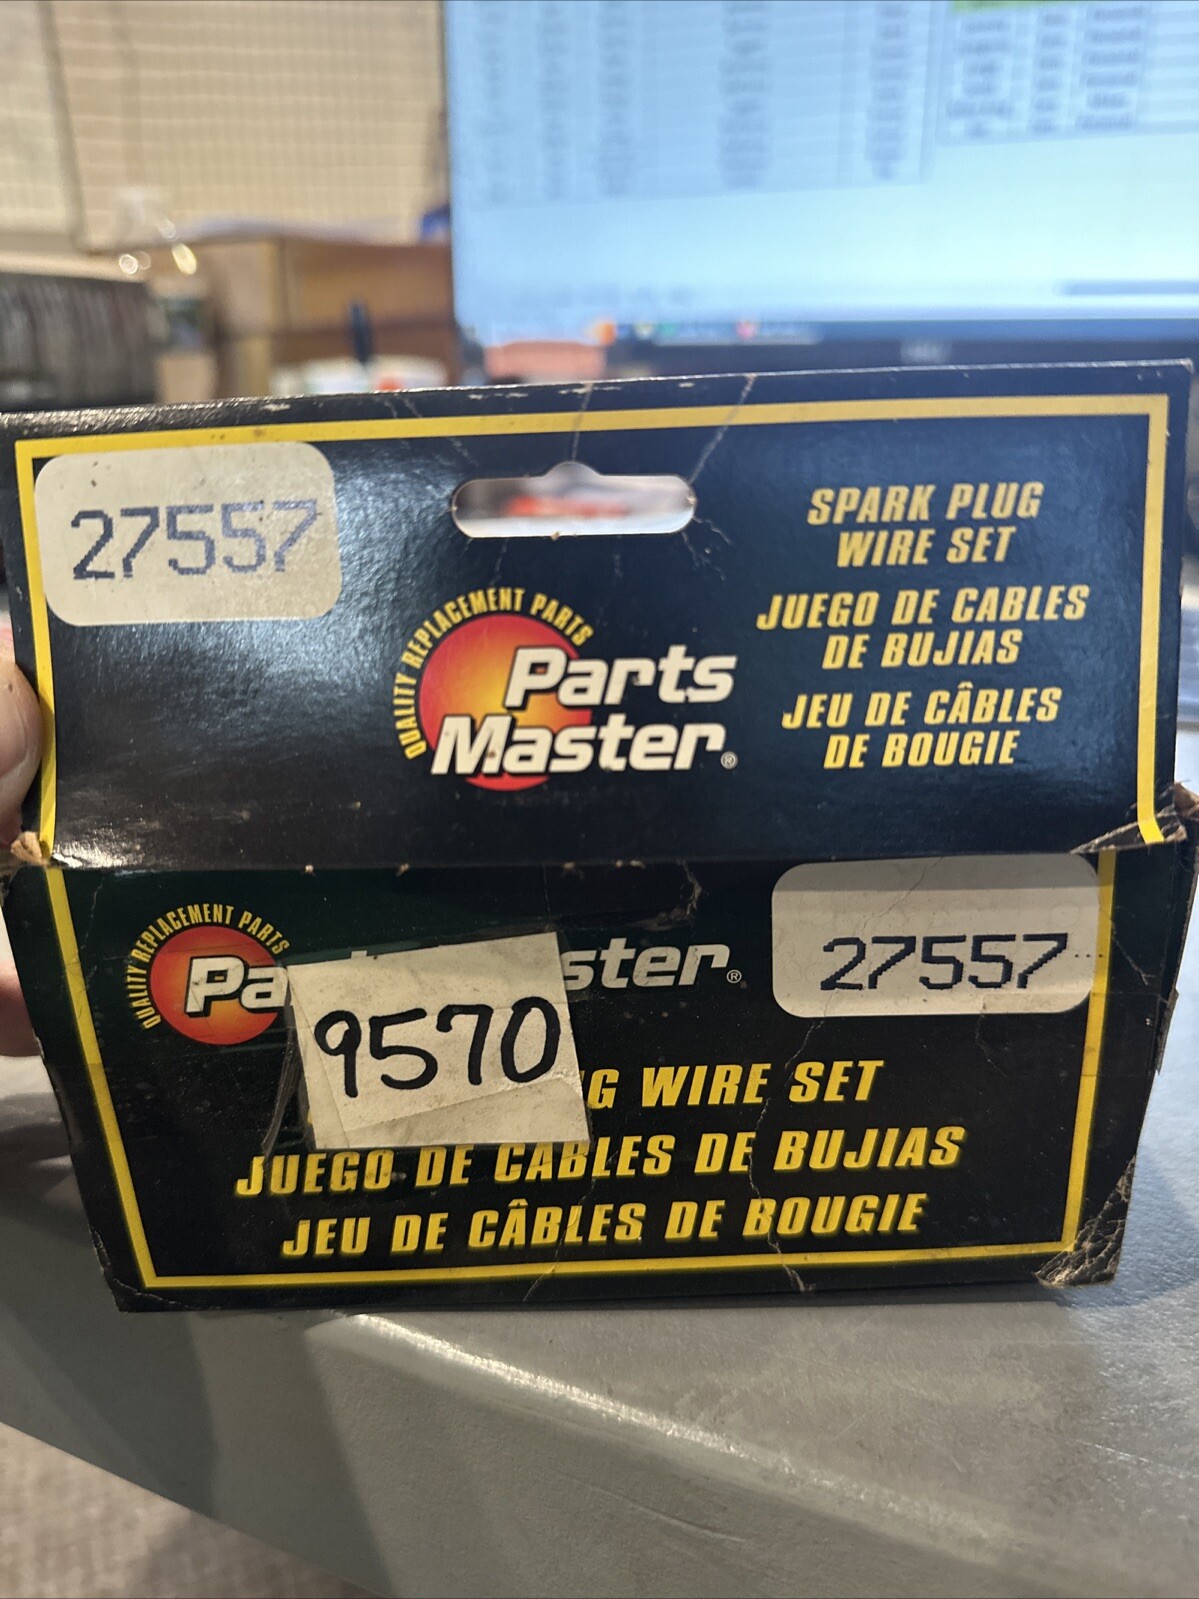 27557
SPARK PLUG
WIRE SET
JUEGO DE CABLES
DE BUJIAS
JEU DE CÂBLES
DE BOUGIE
QUALITY REPLACEMENT PARTS
Parts
Master®
QUALITY REPLACEMENT PARTS
Pa ster®
27557
9570
G WIRE SET
JUEGO DE CABLES DE BUJIAS
JEU DE CÂBLES DE BOUGIE